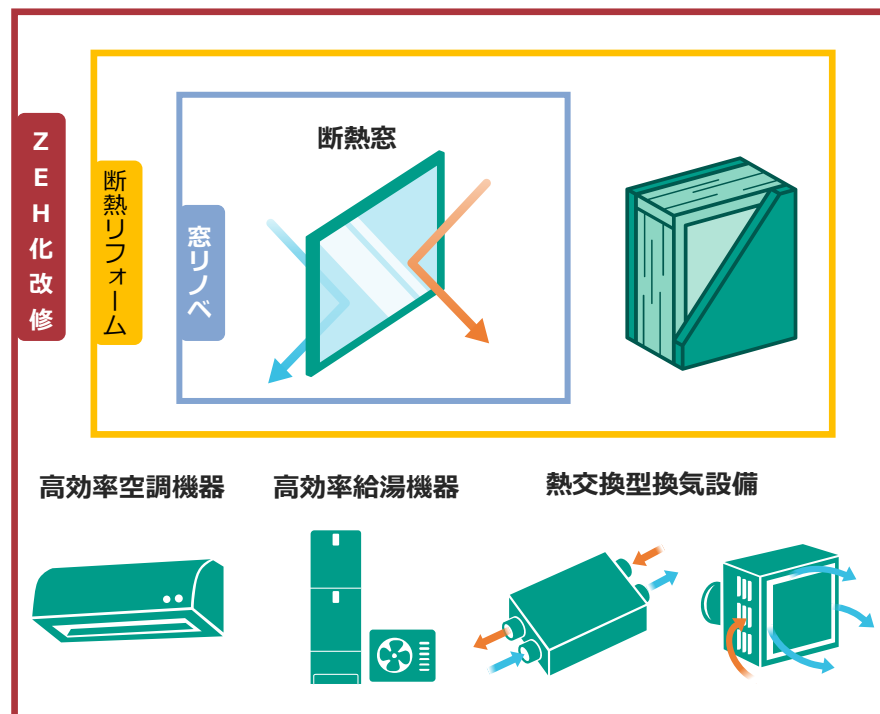 ZEH化改修
断熱リフォーム
窓リノベ
断熱窓
高効率空調機器
高効率給湯機器
熱交換型換気設備